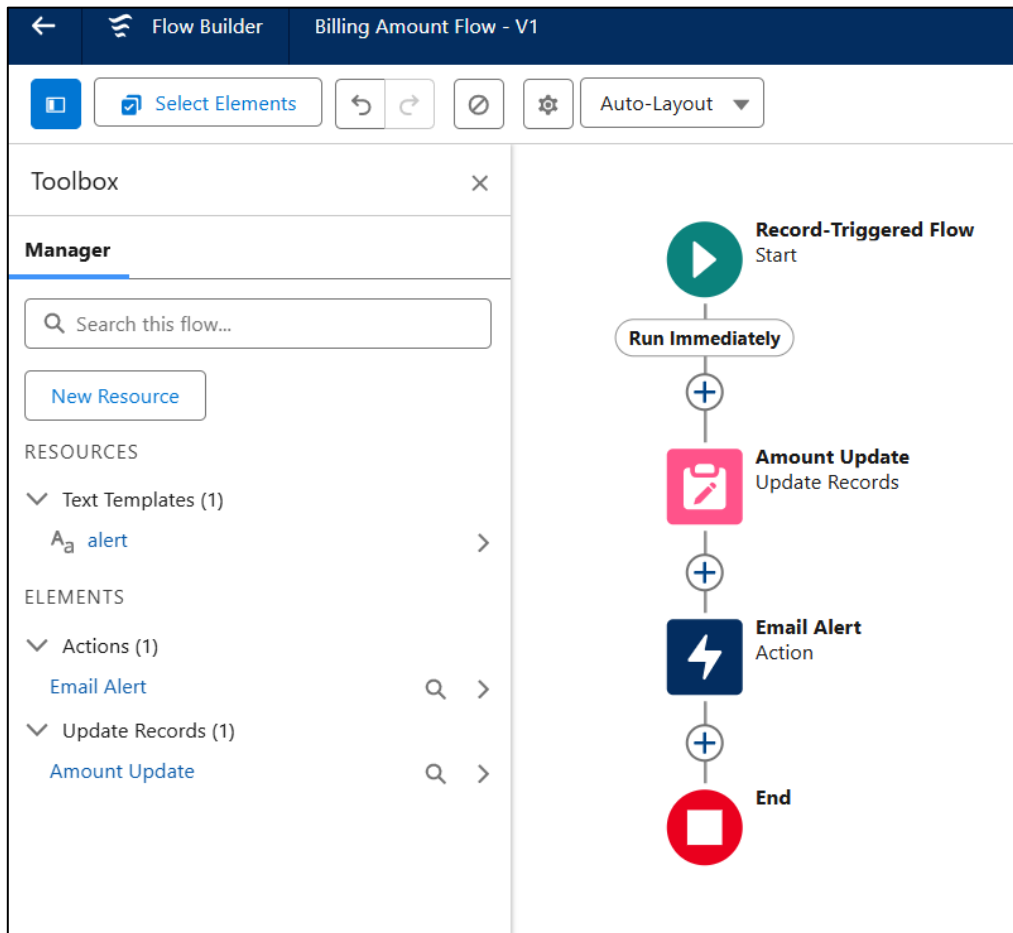 Flow Builder
Billing Amount Flow - V1
Select Elements
Auto-Layout
Toolbox
Manager
Search this flow...
New Resource
RESOURCES
Text Templates (1)
Aa alert
ELEMENTS
Actions (1)
Email Alert
Update Records (1)
Amount Update
Record-Triggered Flow
Start
Run Immediately
Amount Update
Update Records
Email Alert
Action
End